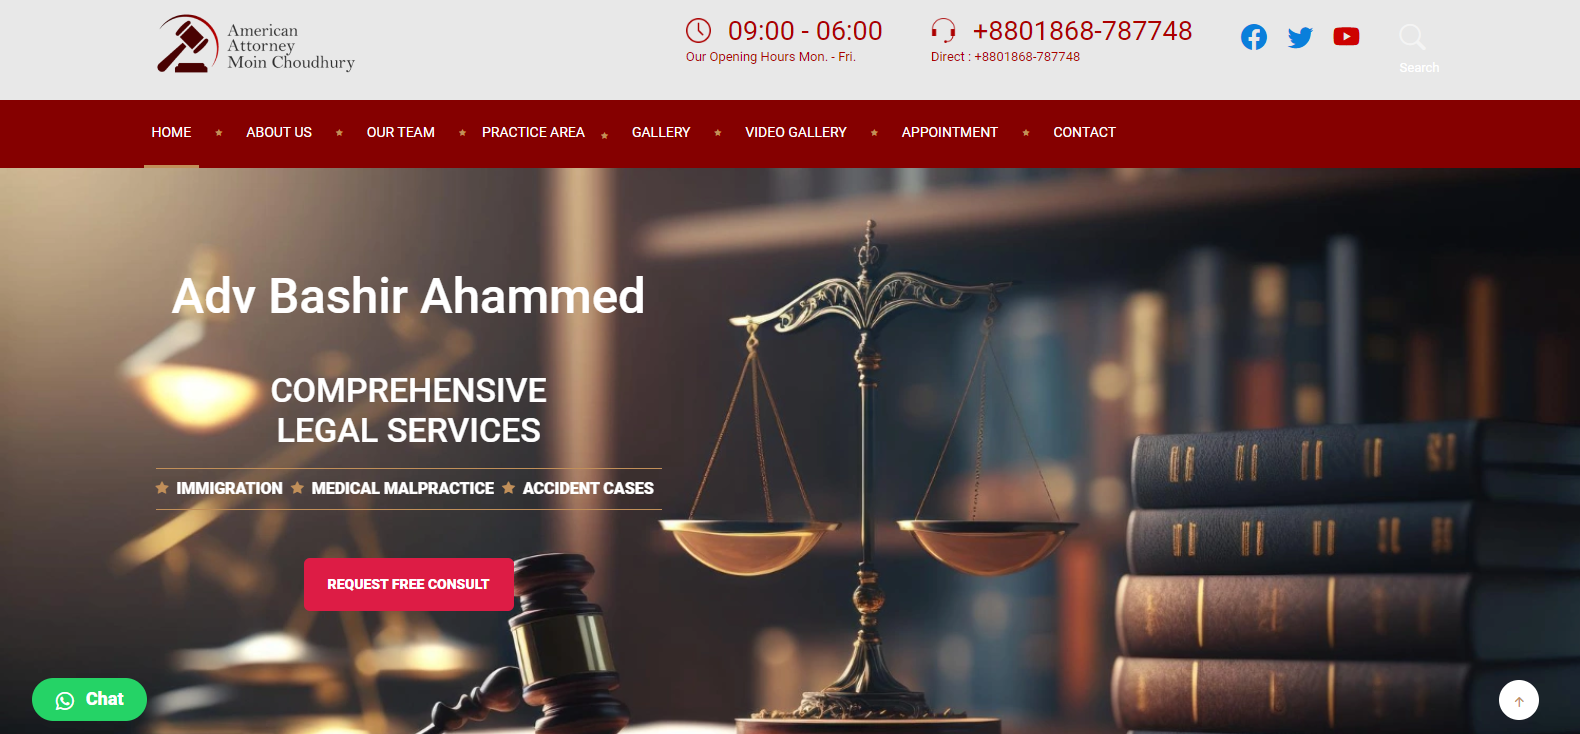 American
Attorney
Moin Choudhury
09:00 - 06:00
Our Opening Hours Mon. - Fri.
+8801868-787748
Direct : +8801868-787748
Search
HOME
ABOUT US
OUR TEAM
PRACTICE AREA
GALLERY
VIDEO GALLERY
APPOINTMENT
CONTACT
Adv Bashir Ahammed
COMPREHENSIVE
LEGAL SERVICES
IMMIGRATION
MEDICAL MALPRACTICE
ACCIDENT CASES
REQUEST FREE CONSULT
Chat